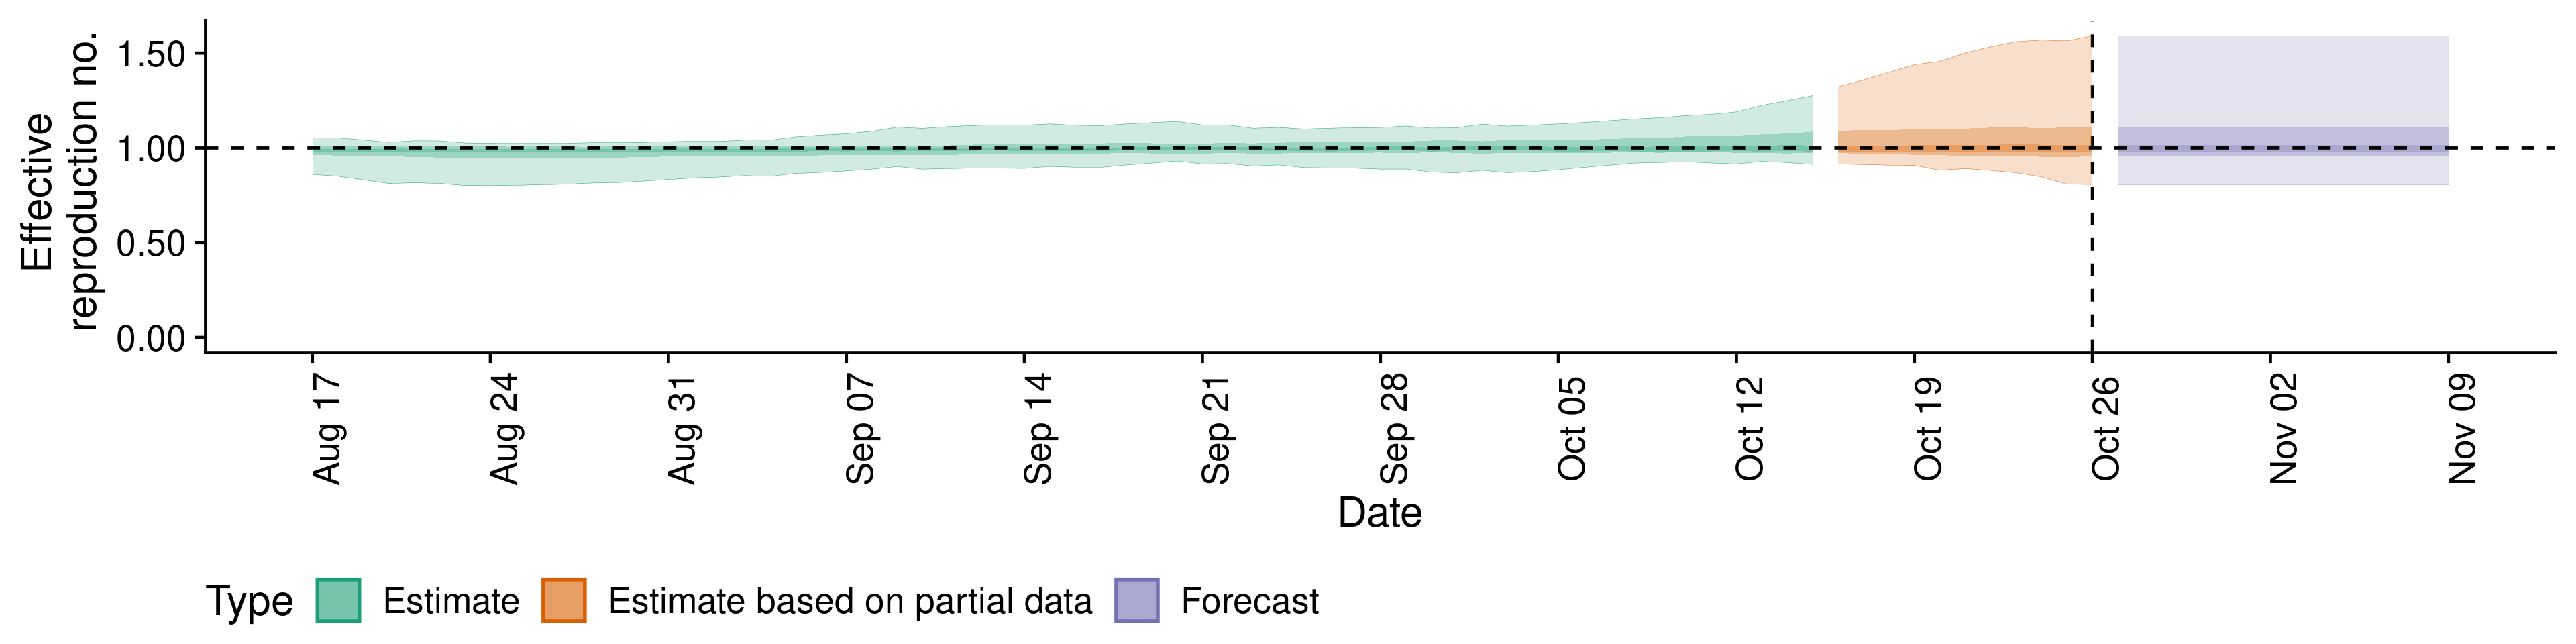 Effective
reproduction no.
1.50
1.00
0.50
0.00
Aug 17
Aug 24
Aug 31
Sep 07
Sep 14
Sep 21
Sep 28
Oct 05
Oct 12
Oct 19
Oct 26
Nov 02
Nov 09
Date
Type Estimate Estimate based on partial data Forecast